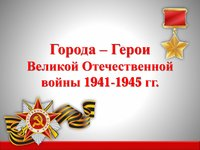 Города – Герои
Великой Отечественной
войны 1941-1945 гг.